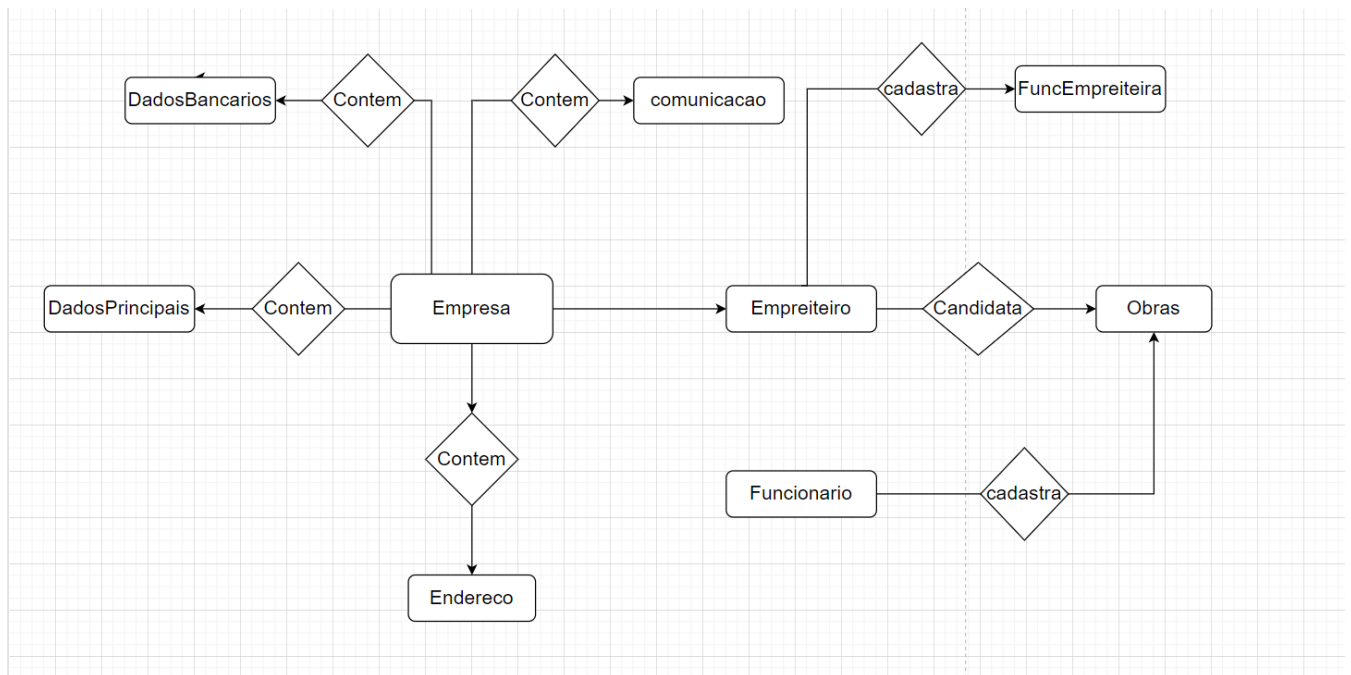 DadosBancarios
Contem
Contem
comunicacao
cadastra
FuncEmpreiteira
DadosPrincipais
Contem
Empresa
Empreiteiro
Candidata
Obras
Contem
Funcionario
cadastra
Endereco